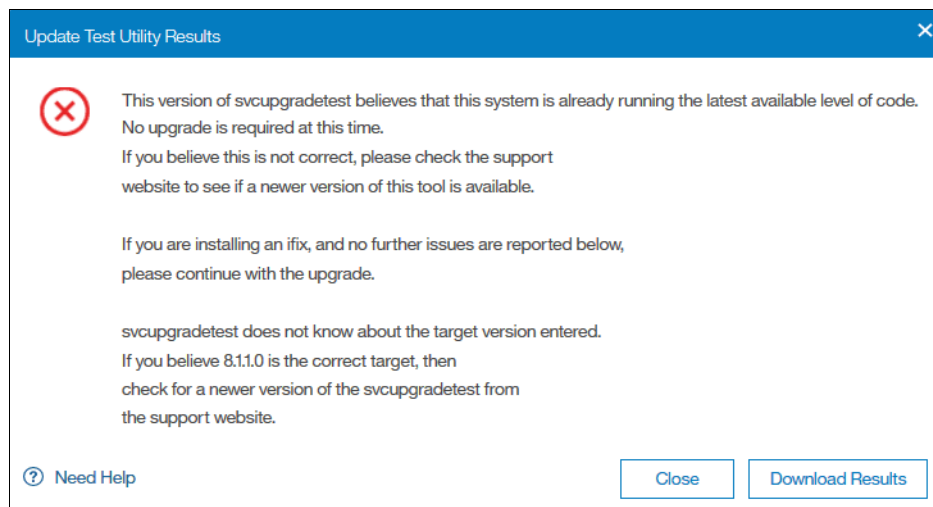 Update Test Utility Results
This version of svcupgradetest believes that this system is already running the latest available level of code.
No upgrade is required at this time.
If you believe this is not correct, please check the support
website to see if a newer version of this tool is available.
If you are installing an ifix, and no further issues are reported below,
please continue with the upgrade.
svcupgradetest does not know about the target version entered.
If you believe 8.1.1.0 is the correct target, then
check for a newer version of the svcupgradetest from
the support website.
? Need Help
Close
Download Results